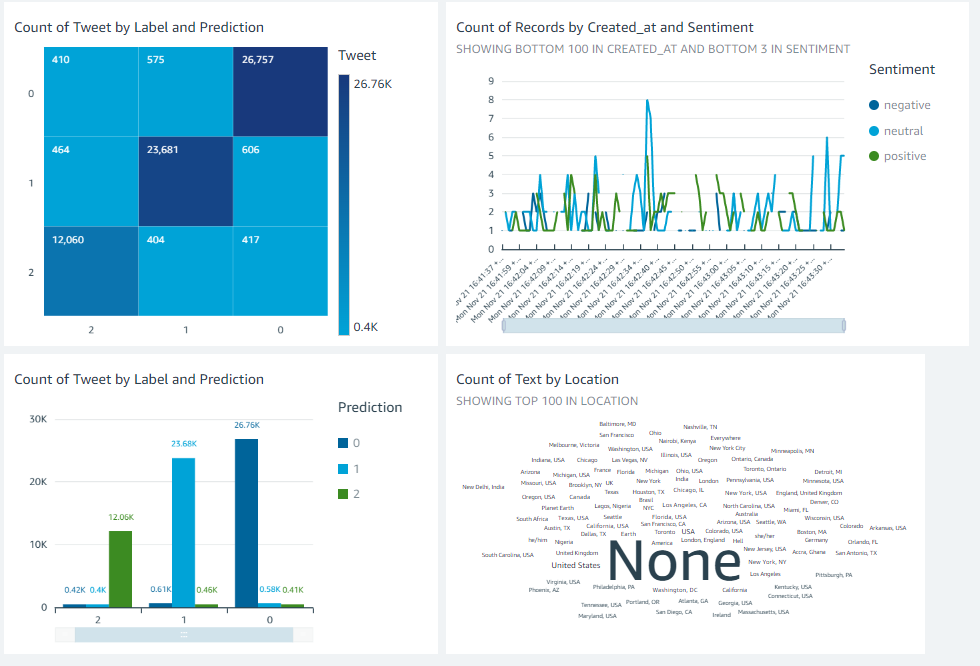 Count of Tweet by Label and Prediction
410 575 26,757
0
464 23,681 606
1
12,060 404 417
2
2 1 0
Tweet
26.76K
0.4K
Count of Records by Created_at and Sentiment
SHOWING BOTTOM 100 IN CREATED_AT AND BOTTOM 3 IN SENTIMENT
9
8
7
6
5
4
3
2
1
0
Mon Nov 21 16:41:59 +...
Mon Nov 21 16:42:04 +...
Mon Nov 21 16:42:09 +...
Mon Nov 21 16:42:14 +...
Mon Nov 21 16:42:19 +...
Mon Nov 21 16:42:24 +...
Mon Nov 21 16:42:29 +...
Mon Nov 21 16:42:34 +...
Mon Nov 21 16:42:40 +...
Mon Nov 21 16:42:45 +...
Mon Nov 21 16:42:50 +...
Mon Nov 21 16:42:55 +...
Mon Nov 21 16:43:00 +...
Mon Nov 21 16:43:05 +...
Mon Nov 21 16:43:10 +...
Mon Nov 21 16:43:15 +...
Mon Nov 21 16:43:20 +...
Mon Nov 21 16:43:25 +...
Mon Nov 21 16:43:30 +...
Sentiment
negative
neutral
positive
Count of Tweet by Label and Prediction
30K
20K
10K
0
0.42K 0.4K 12.06K
0.61K 23.68K 0.46K
26.76K 0.58K 0.41K
2 1 0
Prediction
0
1
2
Count of Text by Location
SHOWING TOP 100 IN LOCATION
Baltimore, MD
Nashville, TN
San Francisco
Ohio
Nairobi, Kenya
Everywhere
Melbourne, Victoria
Washington, USA
New York City
Minneapolis, MN
Indiana, USA
Chicago
Las Vegas, NV
Illinois, USA
Oregon
Ontario, Canada
Arizona
Michigan, USA
France
Florida
Michigan
Ohio, USA
Toronto, Ontario
Detroit, MI
New Delhi, India
Missouri, USA
Brooklyn, NY
UK
New York
India
London
Pennsylvania, USA
Minnesota, USA
Oregon, USA
Canada
Texas
Houston, TX
Chicago, IL
New York, USA
England, United Kingdom
Denver, CO
Planet Earth
Lagos, Nigeria
Brasil
NYC
Los Angeles, CA
North Carolina, USA
Miami, FL
South Africa
Texas, USA
Seattle
Florida, USA
Australia
Wisconsin, USA
Austin, TX
California, USA
San Francisco, CA
Arizona, USA
Seattle, WA
Colorado
Arkansas, USA
Dallas, TX
Earth
Toronto
USA
Colorado, USA
she/her
Boston, MA
he/him
Nigeria
America
London, England
Hell
Germany
Orlando, FL
South Carolina, USA
United Kingdom
New Jersey, USA
Accra, Ghana
San Antonio, TX
United States
None
New York, NY
Los Angeles
Pittsburgh, PA
Virginia, USA
Phoenix, AZ
Philadelphia, PA
Washington, DC
California
Kentucky, USA
Connecticut, USA
Tennessee, USA
Portland, OR
Atlanta, GA
Georgia, USA
Maryland, USA
San Diego, CA
Ireland
Massachusetts, USA